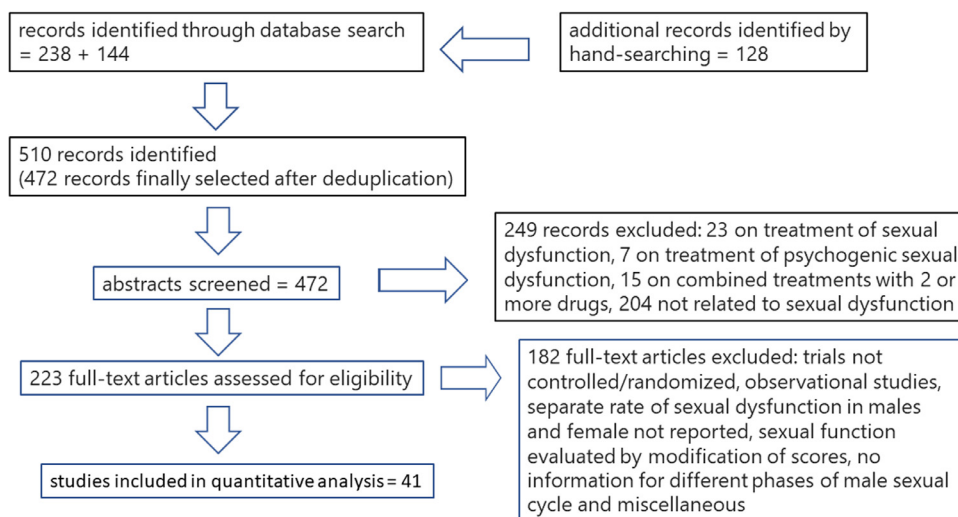 records identified through database search
= 238 + 144
additional records identified by
hand-searching = 128
510 records identified
(472 records finally selected after deduplication)
249 records excluded: 23 on treatment of sexual
dysfunction, 7 on treatment of psychogenic sexual
dysfunction, 15 on combined treatments with 2 or
more drugs, 204 not related to sexual dysfunction
abstracts screened = 472
223 full-text articles assessed for eligibility
182 full-text articles excluded: trials not
controlled/randomized, observational studies,
separate rate of sexual dysfunction in males
and female not reported, sexual function
evaluated by modification of scores, no
information for different phases of male sexual
cycle and miscellaneous
studies included in quantitative analysis = 41